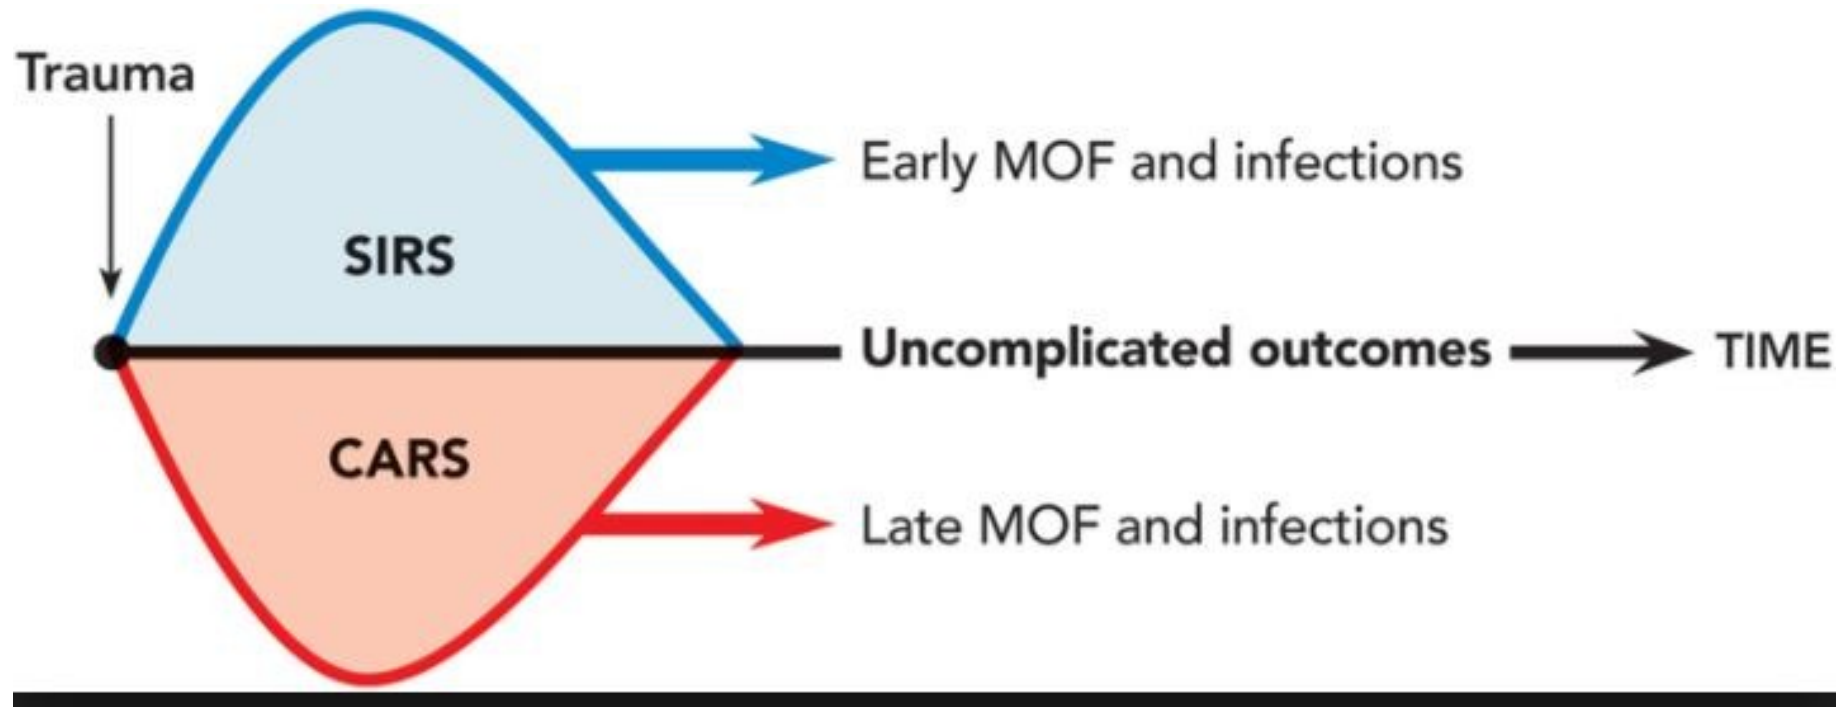 Trauma
Early MOF and infections
SIRS
Uncomplicated outcomes TIME
CARS
Late MOF and infections